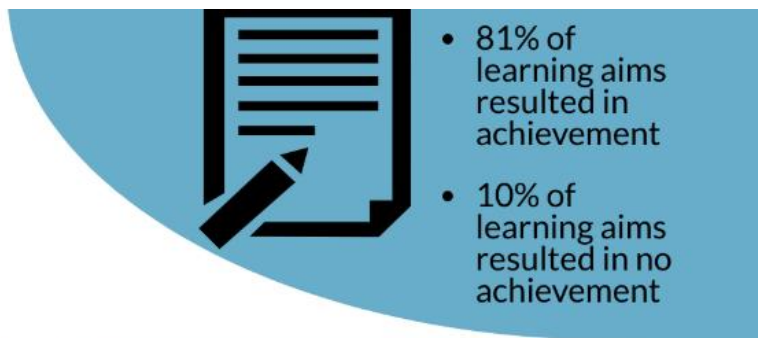 • 81% of
learning aims
resulted in
achievement
• 10% of
learning aims
resulted in no
achievement